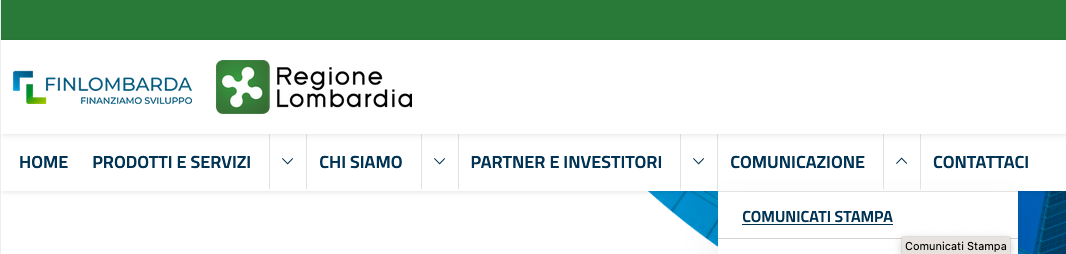 FINLOMBARDA
FINANZIAMO SVILUPPO
Regione
Lombardia
HOME PRODOTTI E SERVIZI CHI SIAMO PARTNER E INVESTITORI COMUNICAZIONE CONTATTACI
COMUNICATI STAMPA
Comunicati Stampa